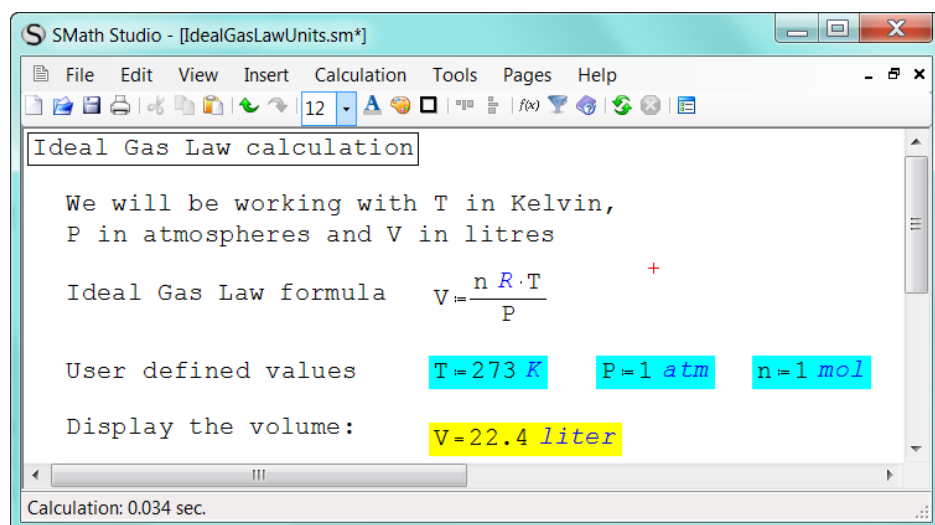 SMath Studio - [IdealGasLawUnits.sm*]
File Edit View Insert Calculation Tools Pages Help
12 A f(x)
Ideal Gas Law calculation
We will be working with T in Kelvin,
P in atmospheres and V in litres
Ideal Gas Law formula V≔n R·T/P
User defined values T≔273 K P≔1 atm n≔1 mol
Display the volume: V=22.4 liter
Calculation: 0.034 sec.